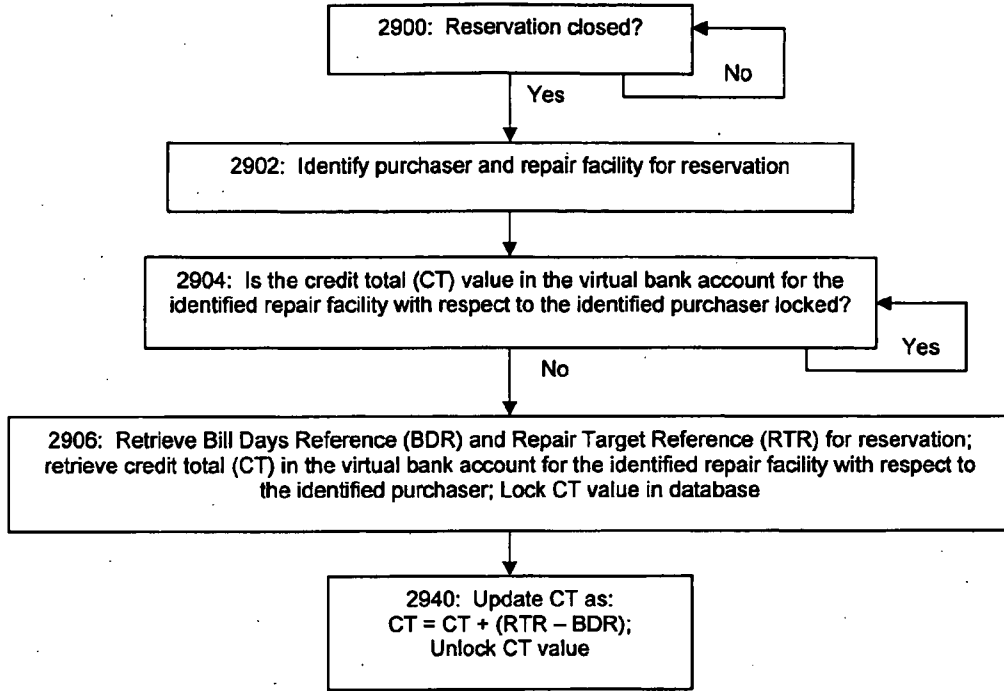 2900: Reservation closed?
No
Yes
2902: Identify purchaser and repair facility for reservation
2904: Is the credit total (CT) value in the virtual bank account for the
identified repair facility with respect to the identified purchaser locked?
Yes
No
2906: Retrieve Bill Days Reference (BDR) and Repair Target Reference (RTR) for reservation;
retrieve credit total (CT) in the virtual bank account for the identified repair facility with respect to
the identified purchaser; Lock CT value in database
2940: Update CT as:
CT = CT + (RTR – BDR);
Unlock CT value